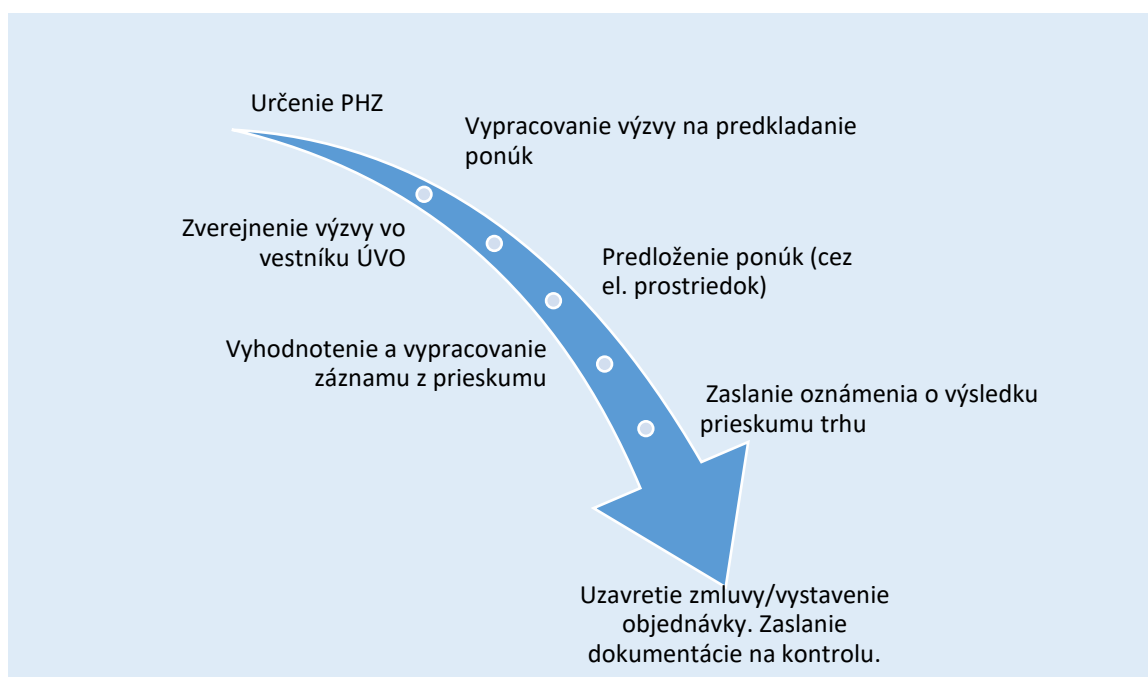 Určenie PHZ
Vypracovanie výzvy na predkladanie
ponúk
Zverejnenie výzvy vo
vestníku ÚVO
Predloženie ponúk (cez
el. prostriedok)
Vyhodnotenie a vypracovanie
záznamu z prieskumu
Zaslanie oznámenia o výsledku
prieskumu trhu
Uzavretie zmluvy/vystavenie
objednávky. Zaslanie
dokumentácie na kontrolu.